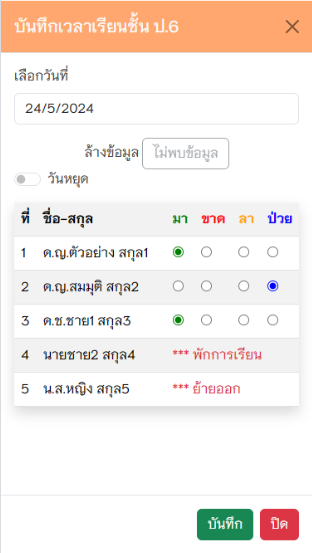 บันทึกเวลาเรียนชั้น ป.6
เลือกวันที่
24/5/2024
ล้างข้อมูล ไม่พบข้อมูล
วันหยุด
ที่ ชื่อ-สกุล มา ขาด ลา ป่วย
1 ด.ญ.ตัวอย่าง สกุล1
2 ด.ญ.สมมุติ สกุล2
3 ด.ช.ชาย1 สกุล3
4 นายชาย2 สกุล4 *** พักการเรียน
5 น.ส.หญิง สกุล5 *** ย้ายออก
บันทึก ปิด